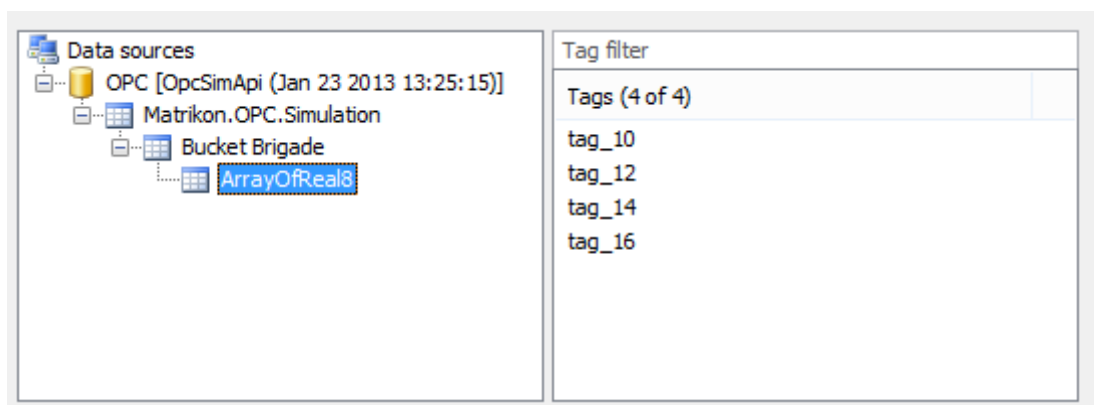 Data sources
OPC [OpcSimApi (Jan 23 2013 13:25:15)]
Matrikon.OPC.Simulation
Bucket Brigade
ArrayOfReal8
Tag filter
Tags (4 of 4)
tag_10
tag_12
tag_14
tag_16